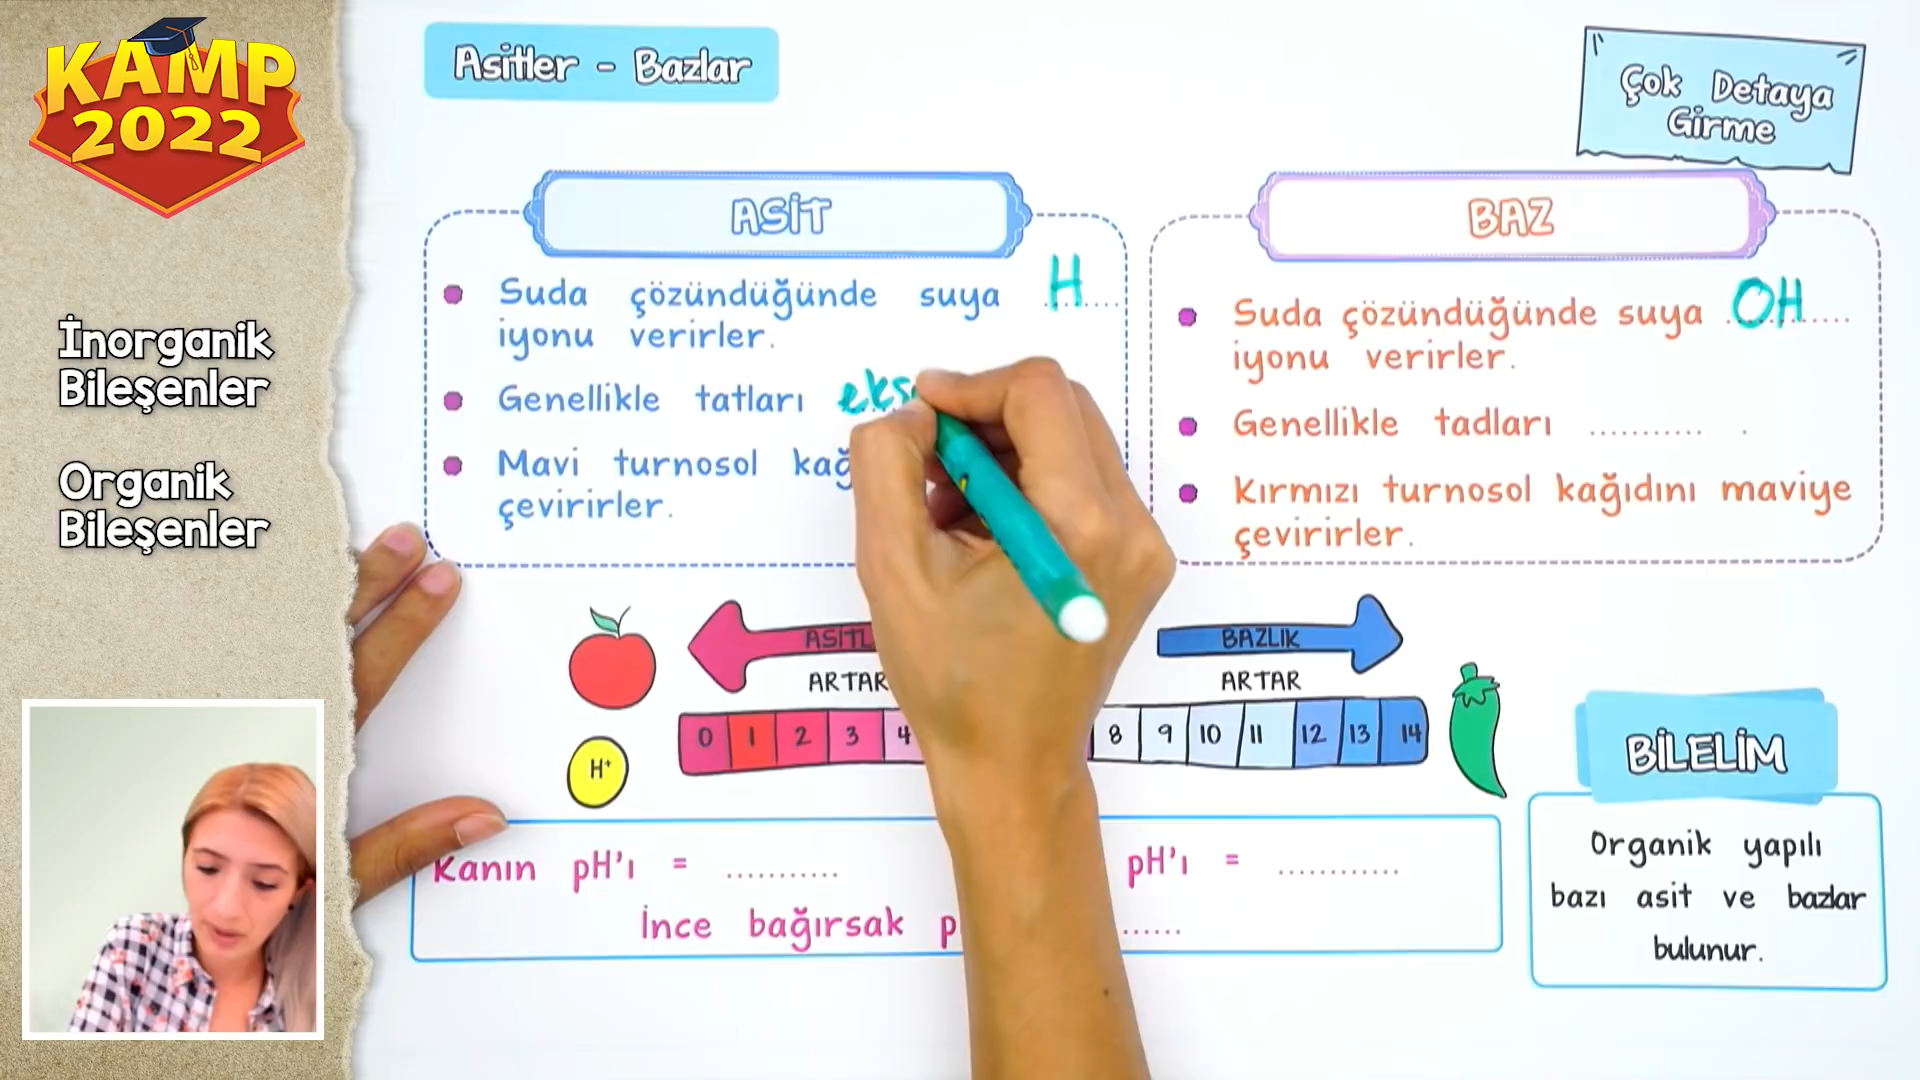 KAMP
2022
İnorganik
Bileşenler
Organik
Bileşenler
Asitler - Bazlar
Çok Detaya
Girme
ASİT
Suda çözündüğünde suya H
iyonu verirler.
Genellikle tatları
Mavi turnosol
çevirirler.
BAZ
Suda çözündüğünde suya OH
iyonu verirler.
Genellikle tadları ........... .
Kırmızı turnosol kağıdını maviye
çevirirler.
ARTAR
BAZLIK
ARTAR
0 1 2 3 4 8 9 10 11 12 13 14
H⁺
Kanın pH'ı = ...........
pH'ı = ............
İnce bağırsak
BİLELİM
Organik yapılı
bazı asit ve bazlar
bulunur.